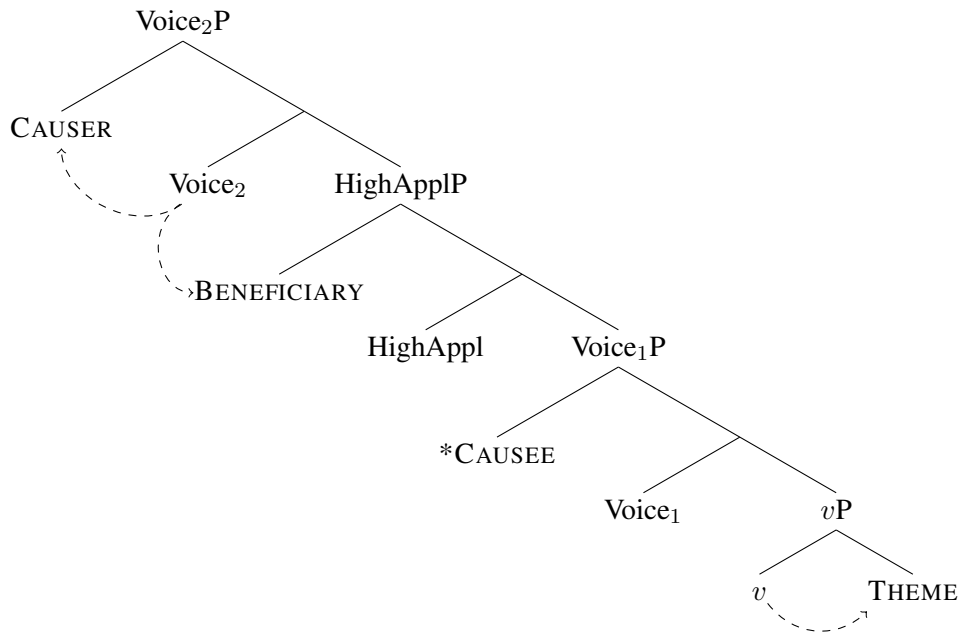 Voice₂P
CAUSER
Voice₂ HighApplP
BENEFICIARY
HighAppl Voice₁P
*CAUSEE
Voice₁ vP
v THEME